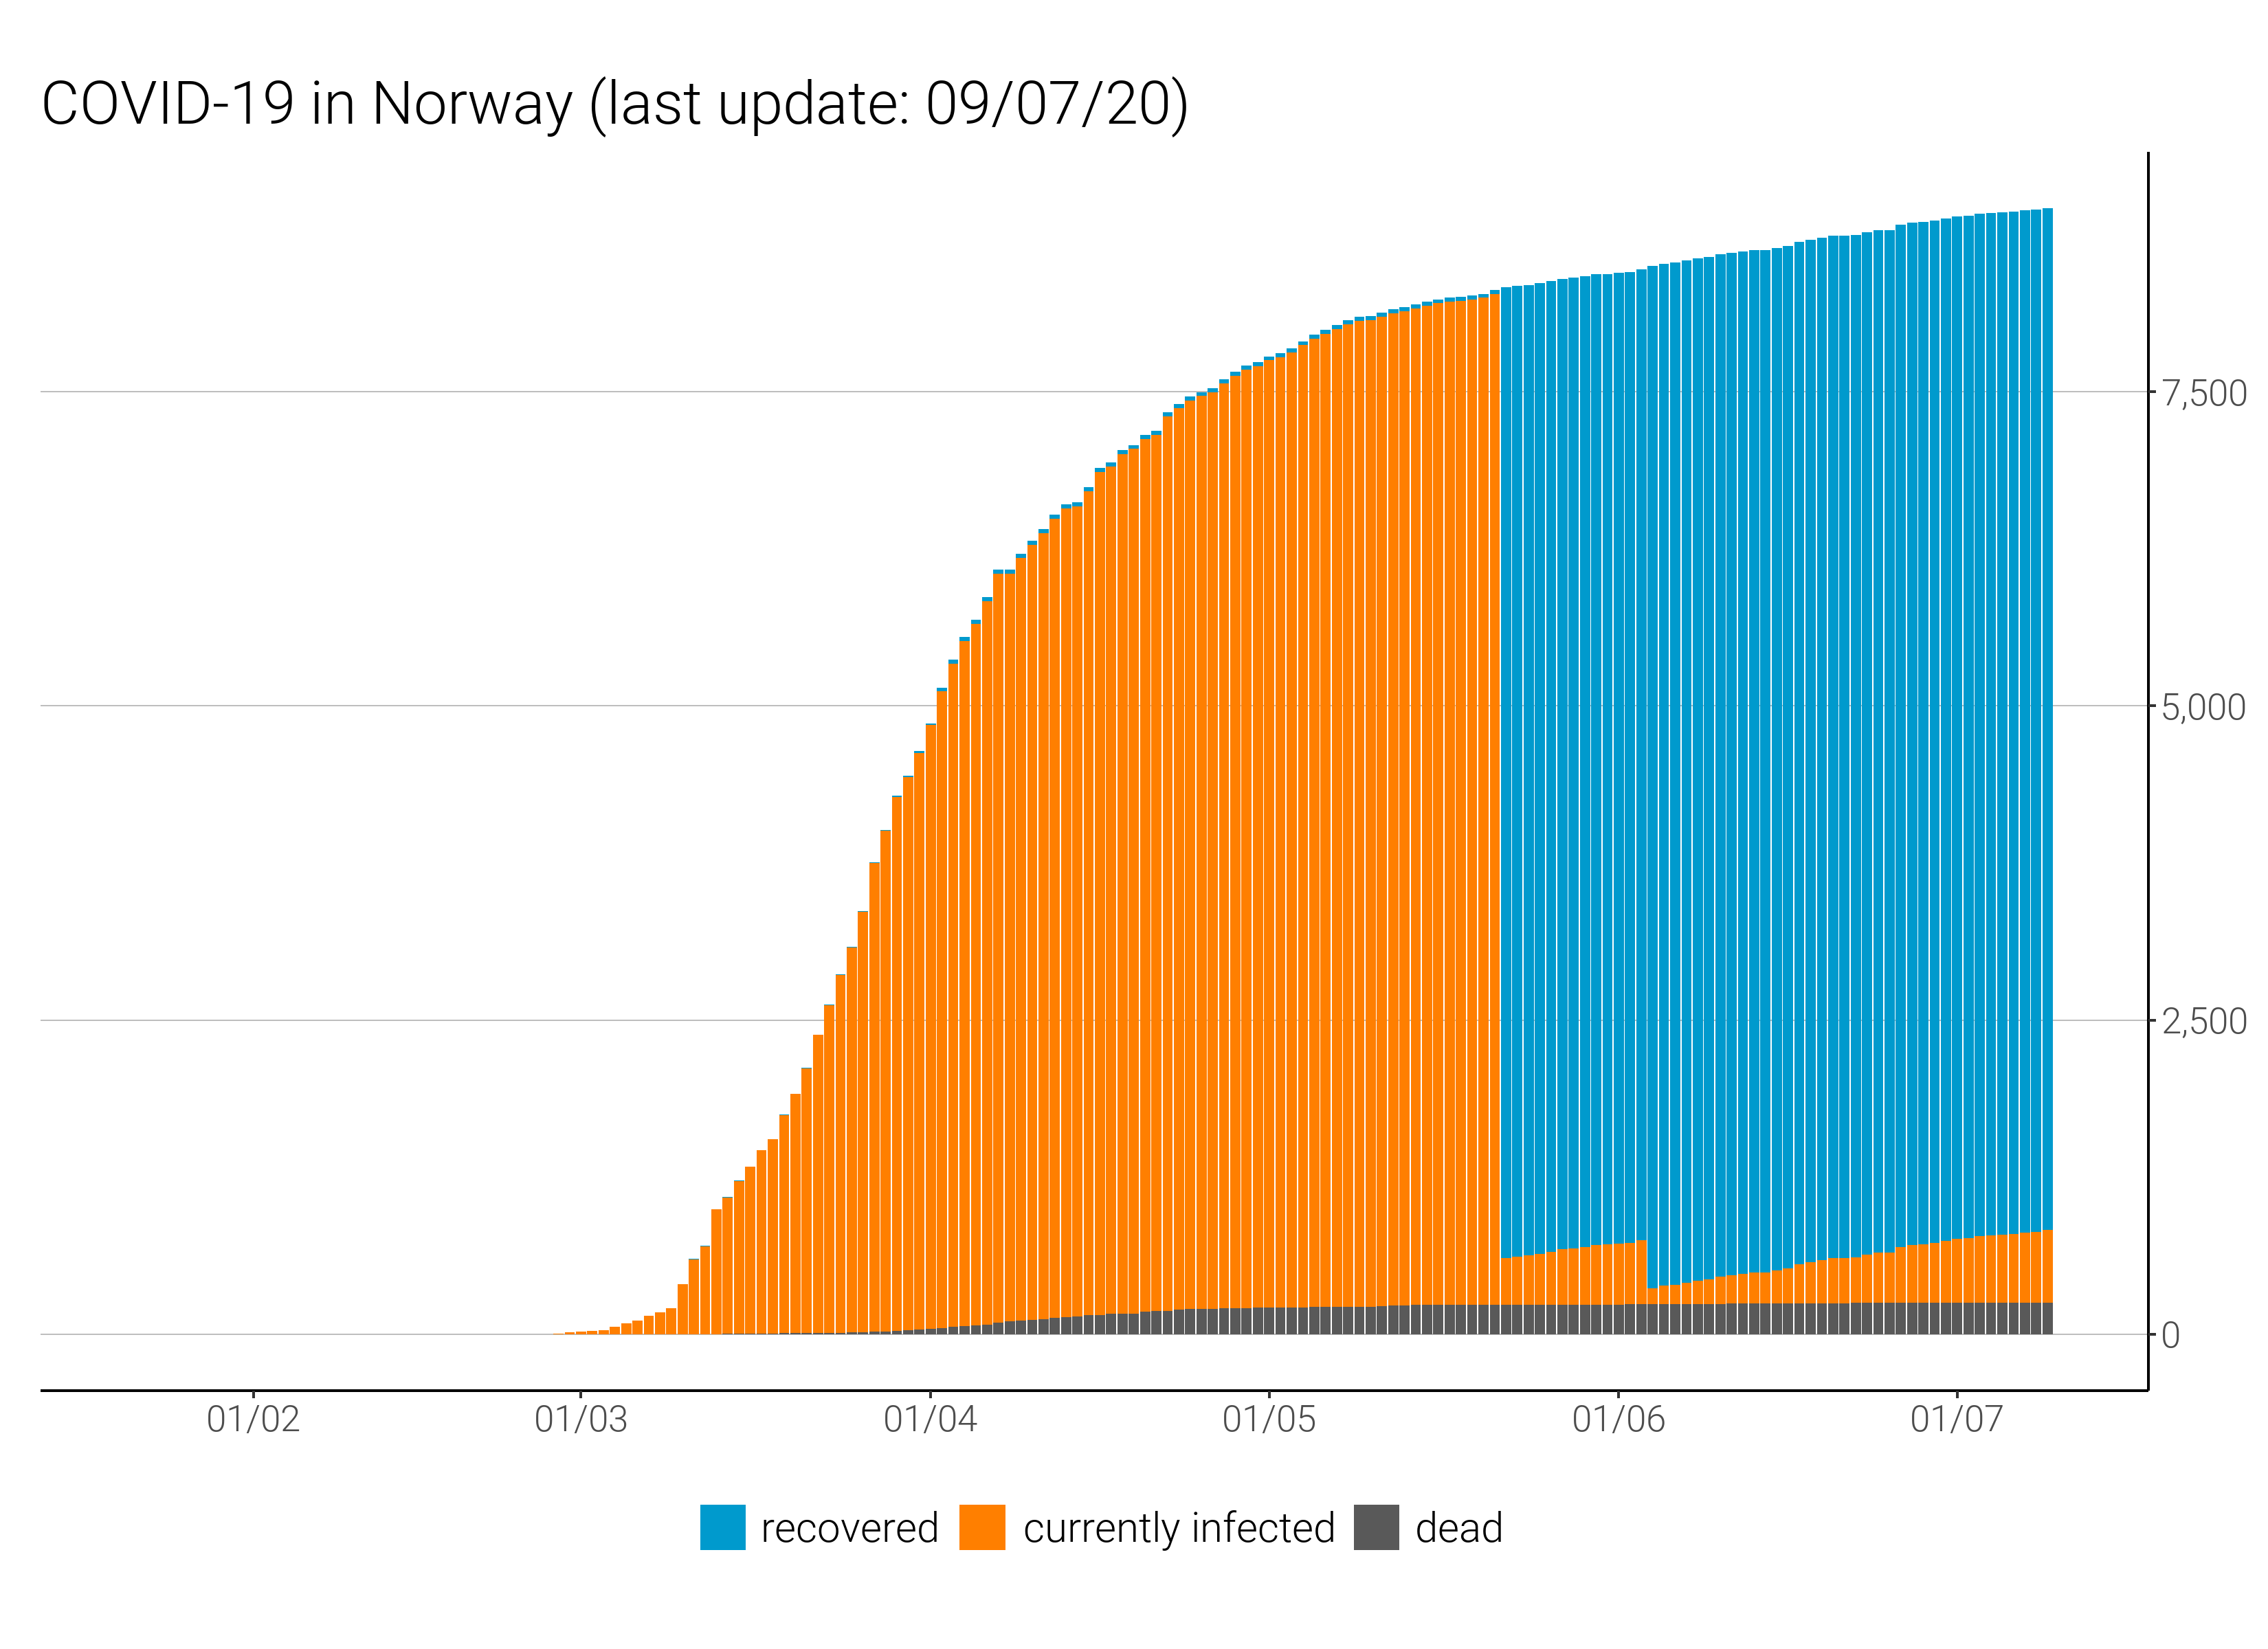 COVID-19 in Norway (last update: 09/07/20)
7,500
5,000
2,500
0
01/02 01/03 01/04 01/05 01/06 01/07
recovered currently infected dead